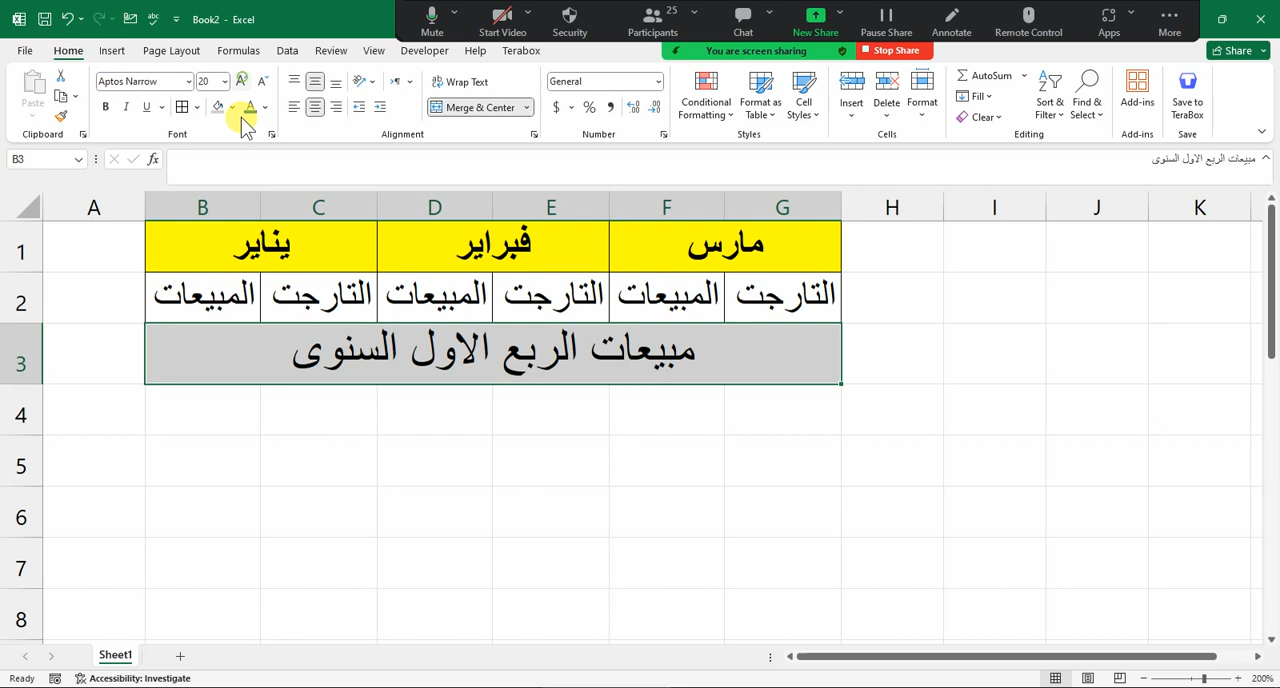 Book2 - Excel
Mute
Start Video
Security
Participants
25
Chat
New Share
Pause Share
Annotate
Remote Control
Apps
More
You are screen sharing
Stop Share
File
Home
Insert
Page Layout
Formulas
Data
Review
View
Developer
Help
Terabox
Share
Paste
Clipboard
Aptos Narrow
20
B
I
U
Font
Wrap Text
Merge & Center
Alignment
General
$ % 9
Number
Conditional Formatting
Format as Table
Cell Styles
Styles
Insert
Delete
Format
Cells
AutoSum
Fill
Clear
Sort & Filter
Find & Select
Editing
Add-ins
Add-ins
Save to TeraBox
Save
B3
fx
مبيعات الربع الاول السنوى
A B C D E F G H I J K
1 يناير فبراير مارس
2 المبيعات التارجت المبيعات التارجت المبيعات التارجت
3 مبيعات الربع الاول السنوى
4
5
6
7
8
Sheet1
Ready
Accessibility: Investigate
200%